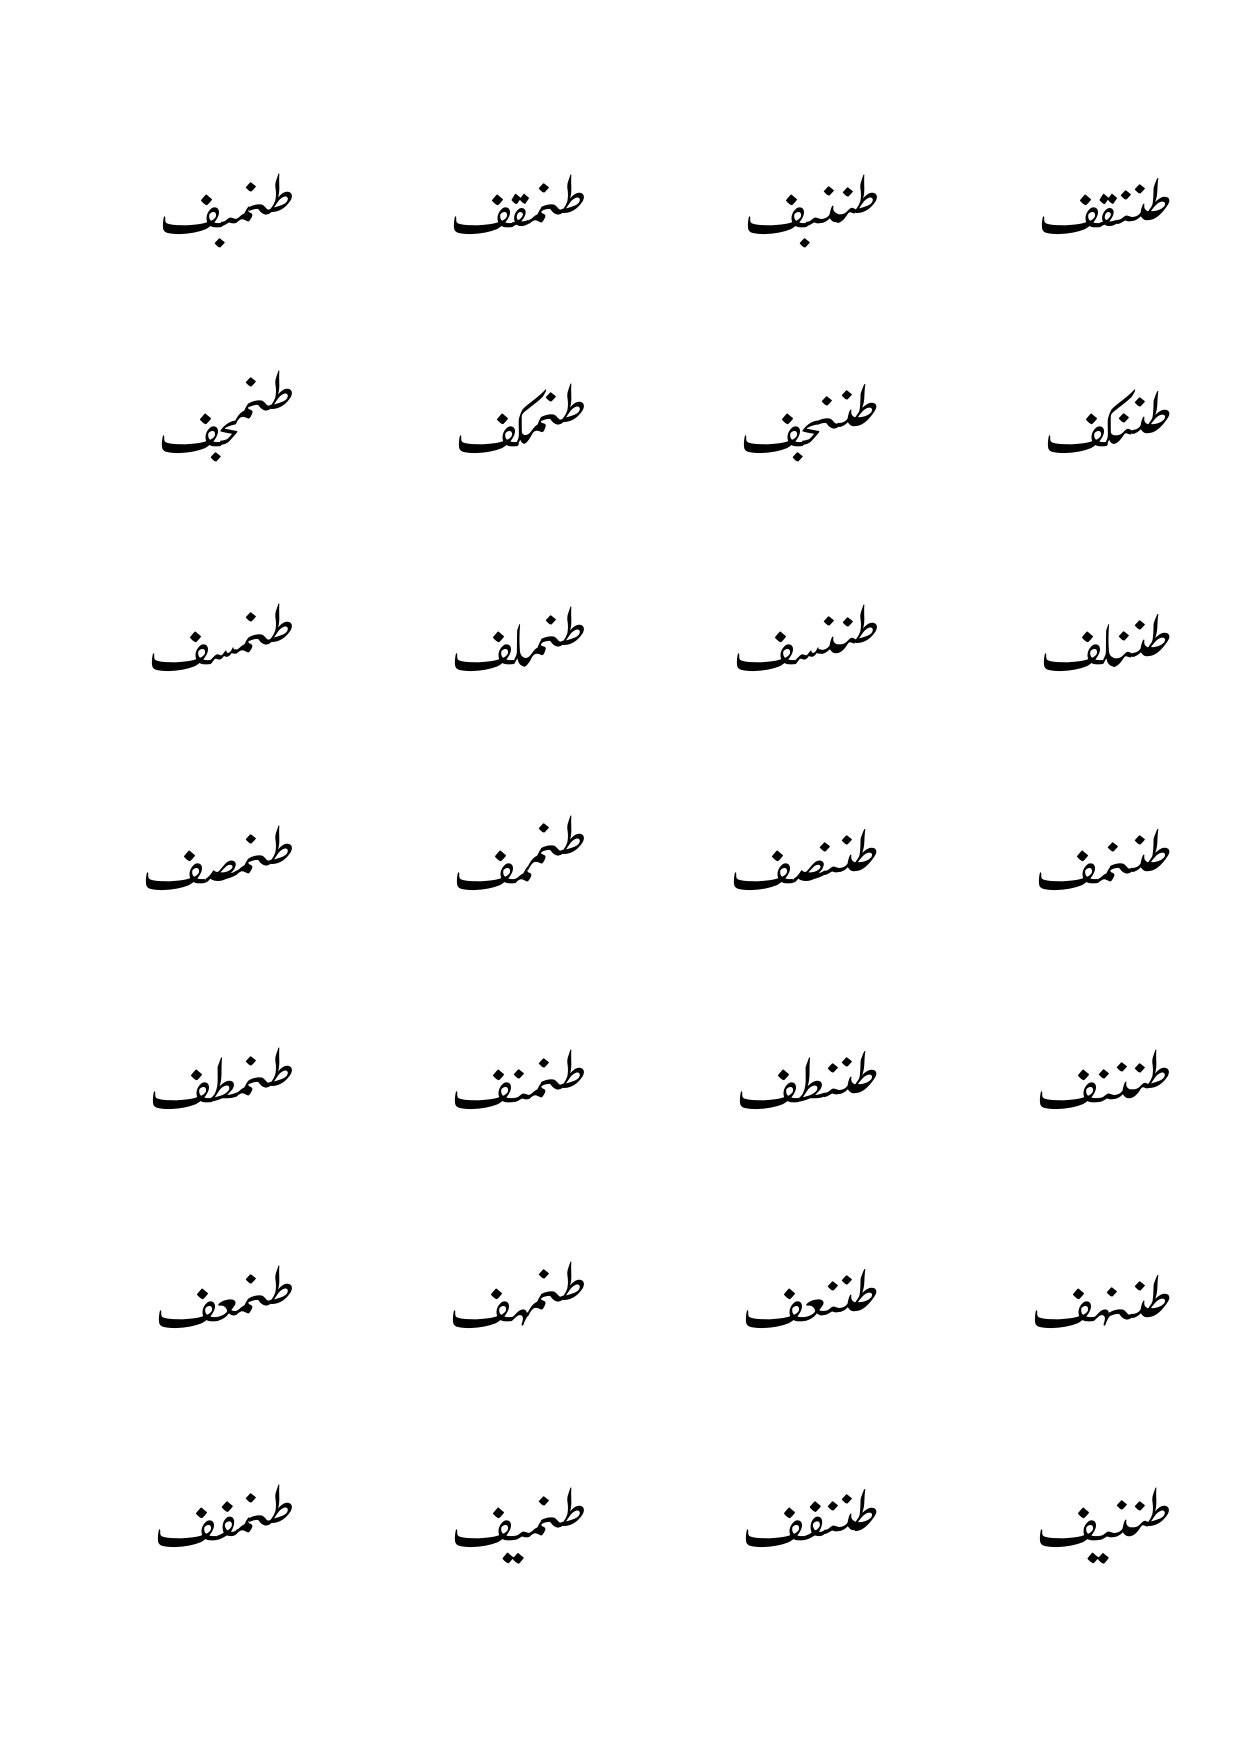 طننقف طننبف طنمقف طنمبف
طننكف طننجف طنمكف طنمجف
طننلف طننسف طنملف طنمسف
طننمف طننصف طنممف طنمصف
طنننف طننطف طنمنف طنمطف
طننهف طننعف طنمهف طنمعف
طننيف طننفف طنميف طنمفف